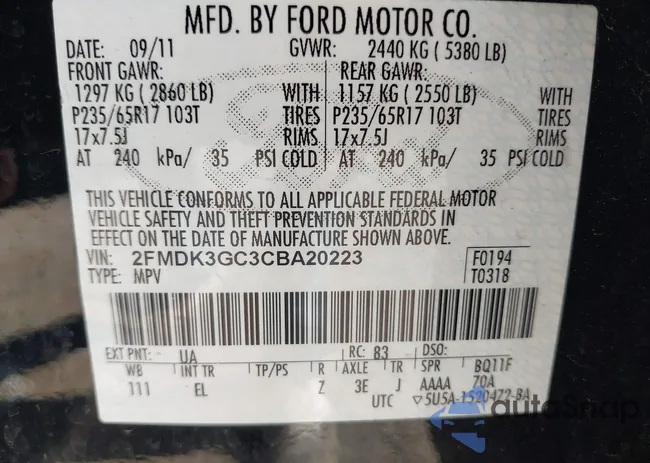 MFD. BY FORD MOTOR CO.
DATE: 09/11 GVWR: 2440 KG ( 5380 LB)
FRONT GAWR: REAR GAWR:
1297 KG ( 2860 LB) WITH 1157 KG ( 2550 LB) WITH
P235/65R17 103T TIRES P235/65R17 103T TIRES
17x7.5J RIMS 17x7.5J RIMS
AT 240 kPa/ 35 PSI COLD AT 240 kPa/ 35 PSI COLD
THIS VEHICLE CONFORMS TO ALL APPLICABLE FEDERAL MOTOR
VEHICLE SAFETY AND THEFT PREVENTION STANDARDS IN
EFFECT ON THE DATE OF MANUFACTURE SHOWN ABOVE.
VIN: 2FMDK3GC3CBA20223 F0194
TYPE: MPV T0318
EXT PNT: UA RC: 83 DSO:
WB INT TR TP/PS R AXLE TR SPR BQ11F
111 EL Z 3E J AAAA 70A
UTC ▽5U5A-1520472-BA
autoSnap